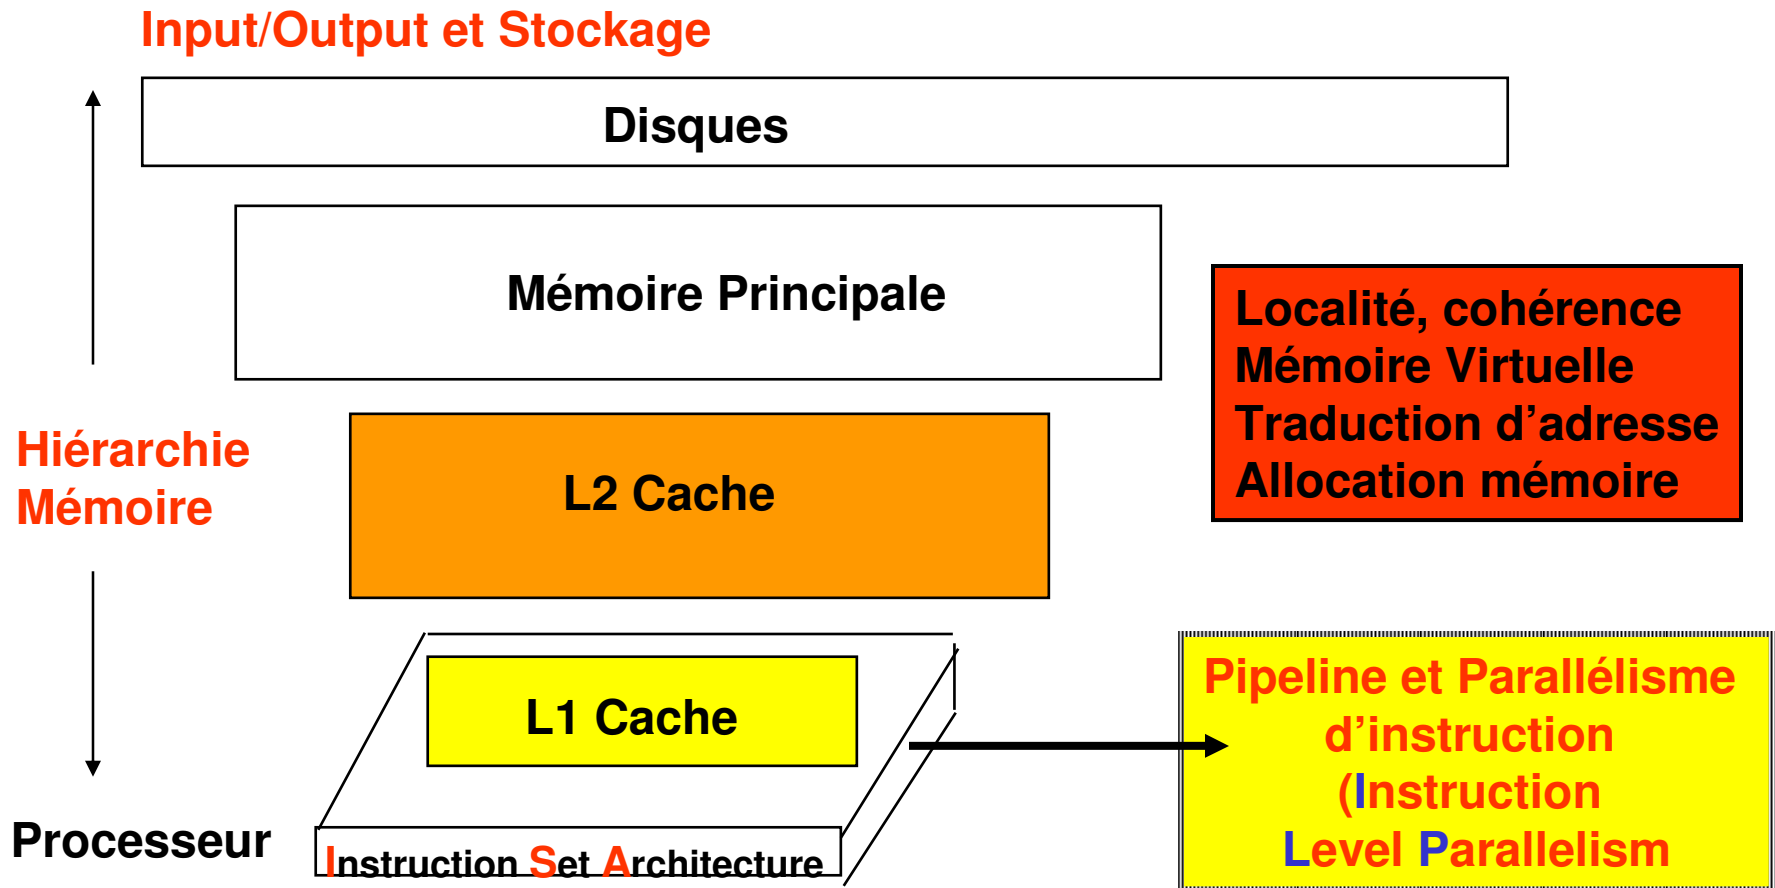 Input/Output et Stockage
Disques
Mémoire Principale
Localité, cohérence
Mémoire Virtuelle
Traduction d’adresse
Allocation mémoire
Hiérarchie
Mémoire
L2 Cache
L1 Cache
Pipeline et Parallélisme
d’instruction
(Instruction
Level Parallelism
Processeur
Instruction Set Architecture